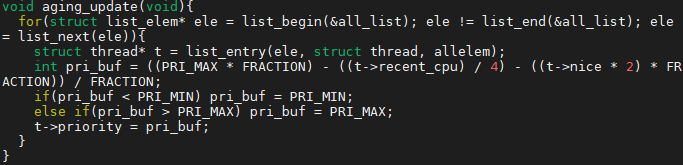 void aging_update(void){
  for(struct list_elem* ele = list_begin(&all_list); ele != list_end(&all_list); ele
= list_next(ele)){
    struct thread* t = list_entry(ele, struct thread, allelem);
    int pri_buf = ((PRI_MAX * FRACTION) - ((t->recent_cpu) / 4) - ((t->nice * 2) * FR
ACTION)) / FRACTION;
    if(pri_buf < PRI_MIN) pri_buf = PRI_MIN;
    else if(pri_buf > PRI_MAX) pri_buf = PRI_MAX;
    t->priority = pri_buf;
  }
}